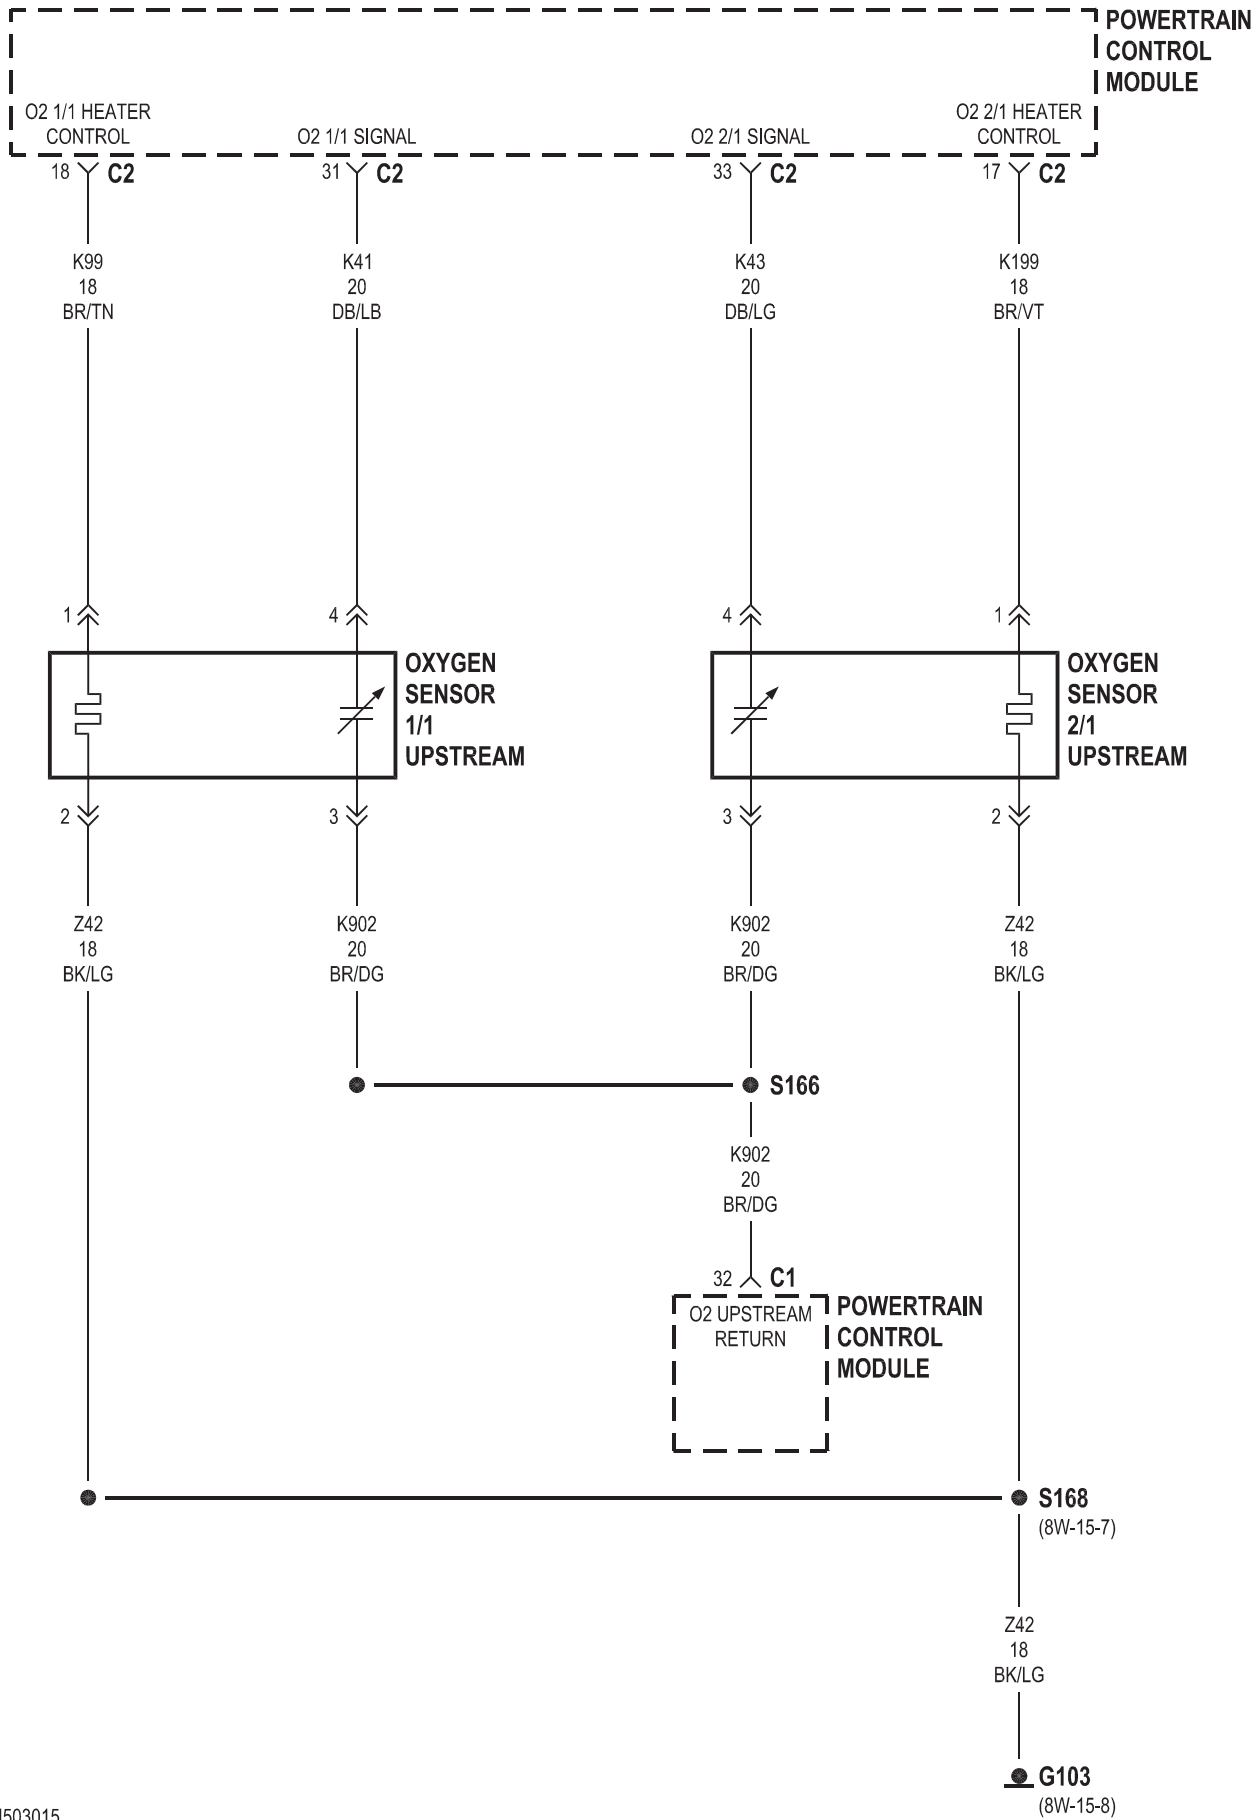 POWERTRAIN
CONTROL
MODULE
O2 1/1 HEATER
CONTROL
O2 1/1 SIGNAL
O2 2/1 SIGNAL
O2 2/1 HEATER
CONTROL
18 C2
31 C2
33 C2
17 C2
K99
18
BR/TN
K41
20
DB/LB
K43
20
DB/LG
K199
18
BR/VT
1
4
4
1
OXYGEN
SENSOR
1/1
UPSTREAM
OXYGEN
SENSOR
2/1
UPSTREAM
2
3
3
2
Z42
18
BK/LG
K902
20
BR/DG
K902
20
BR/DG
Z42
18
BK/LG
S166
K902
20
BR/DG
32 C1
O2 UPSTREAM
RETURN
POWERTRAIN
CONTROL
MODULE
S168
(8W-15-7)
Z42
18
BK/LG
G103
(8W-15-8)